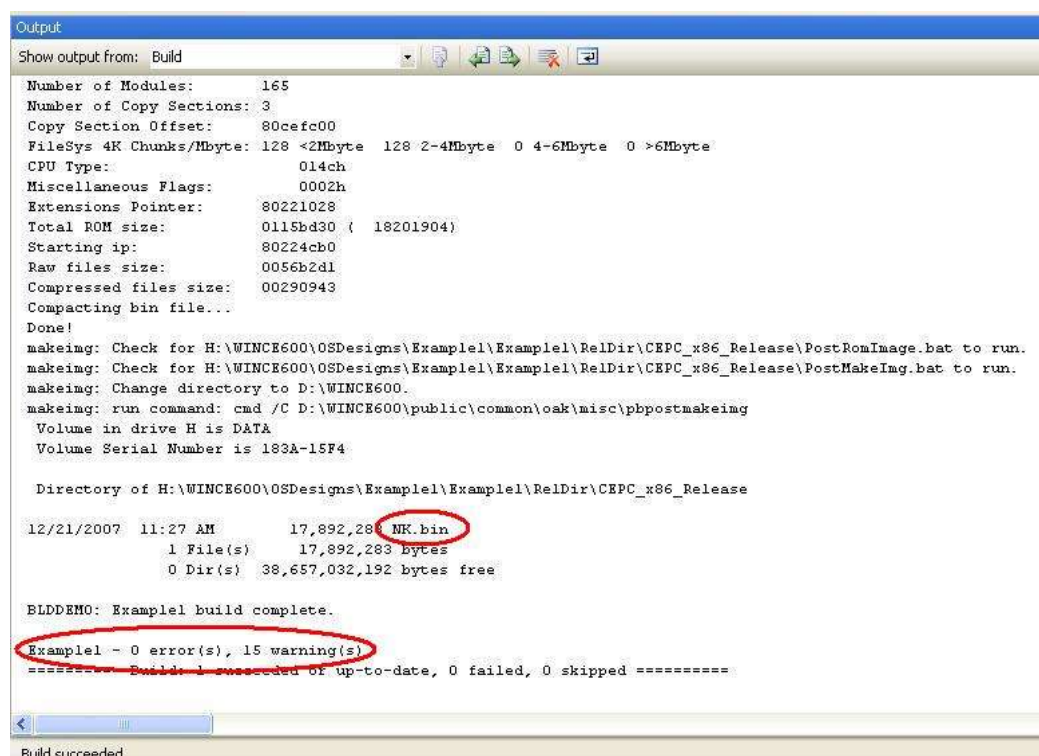 Output
Show output from: Build
Number of Modules: 165
Number of Copy Sections: 3
Copy Section Offset: 80cefc00
FileSys 4K Chunks/Mbyte: 128 <2Mbyte 128 2-4Mbyte 0 4-6Mbyte 0 >6Mbyte
CPU Type: 014ch
Miscellaneous Flags: 0002h
Extensions Pointer: 80221028
Total ROM size: 0115bd30 ( 18201904)
Starting ip: 80224cb0
Raw files size: 0056b2d1
Compressed files size: 00290943
Compacting bin file...
Done!
makeimg: Check for H:\WINCE600\OSDesigns\Example1\Example1\RelDir\CEPC_x86_Release\PostRomImage.bat to run.
makeimg: Check for H:\WINCE600\OSDesigns\Example1\Example1\RelDir\CEPC_x86_Release\PostMakeImg.bat to run.
makeimg: Change directory to D:\WINCE600.
makeimg: run command: cmd /C D:\WINCE600\public\common\oak\misc\pbpostmakeimg
Volume in drive H is DATA
Volume Serial Number is 183A-15F4
Directory of H:\WINCE600\OSDesigns\Example1\Example1\RelDir\CEPC_x86_Release
12/21/2007 11:27 AM 17,892,283 NK.bin
1 File(s) 17,892,283 bytes
0 Dir(s) 38,657,032,192 bytes free
BLDDEMO: Example1 build complete.
Example1 - 0 error(s), 15 warning(s)
========== Build: 1 succeeded or up-to-date, 0 failed, 0 skipped ==========
Build succeeded